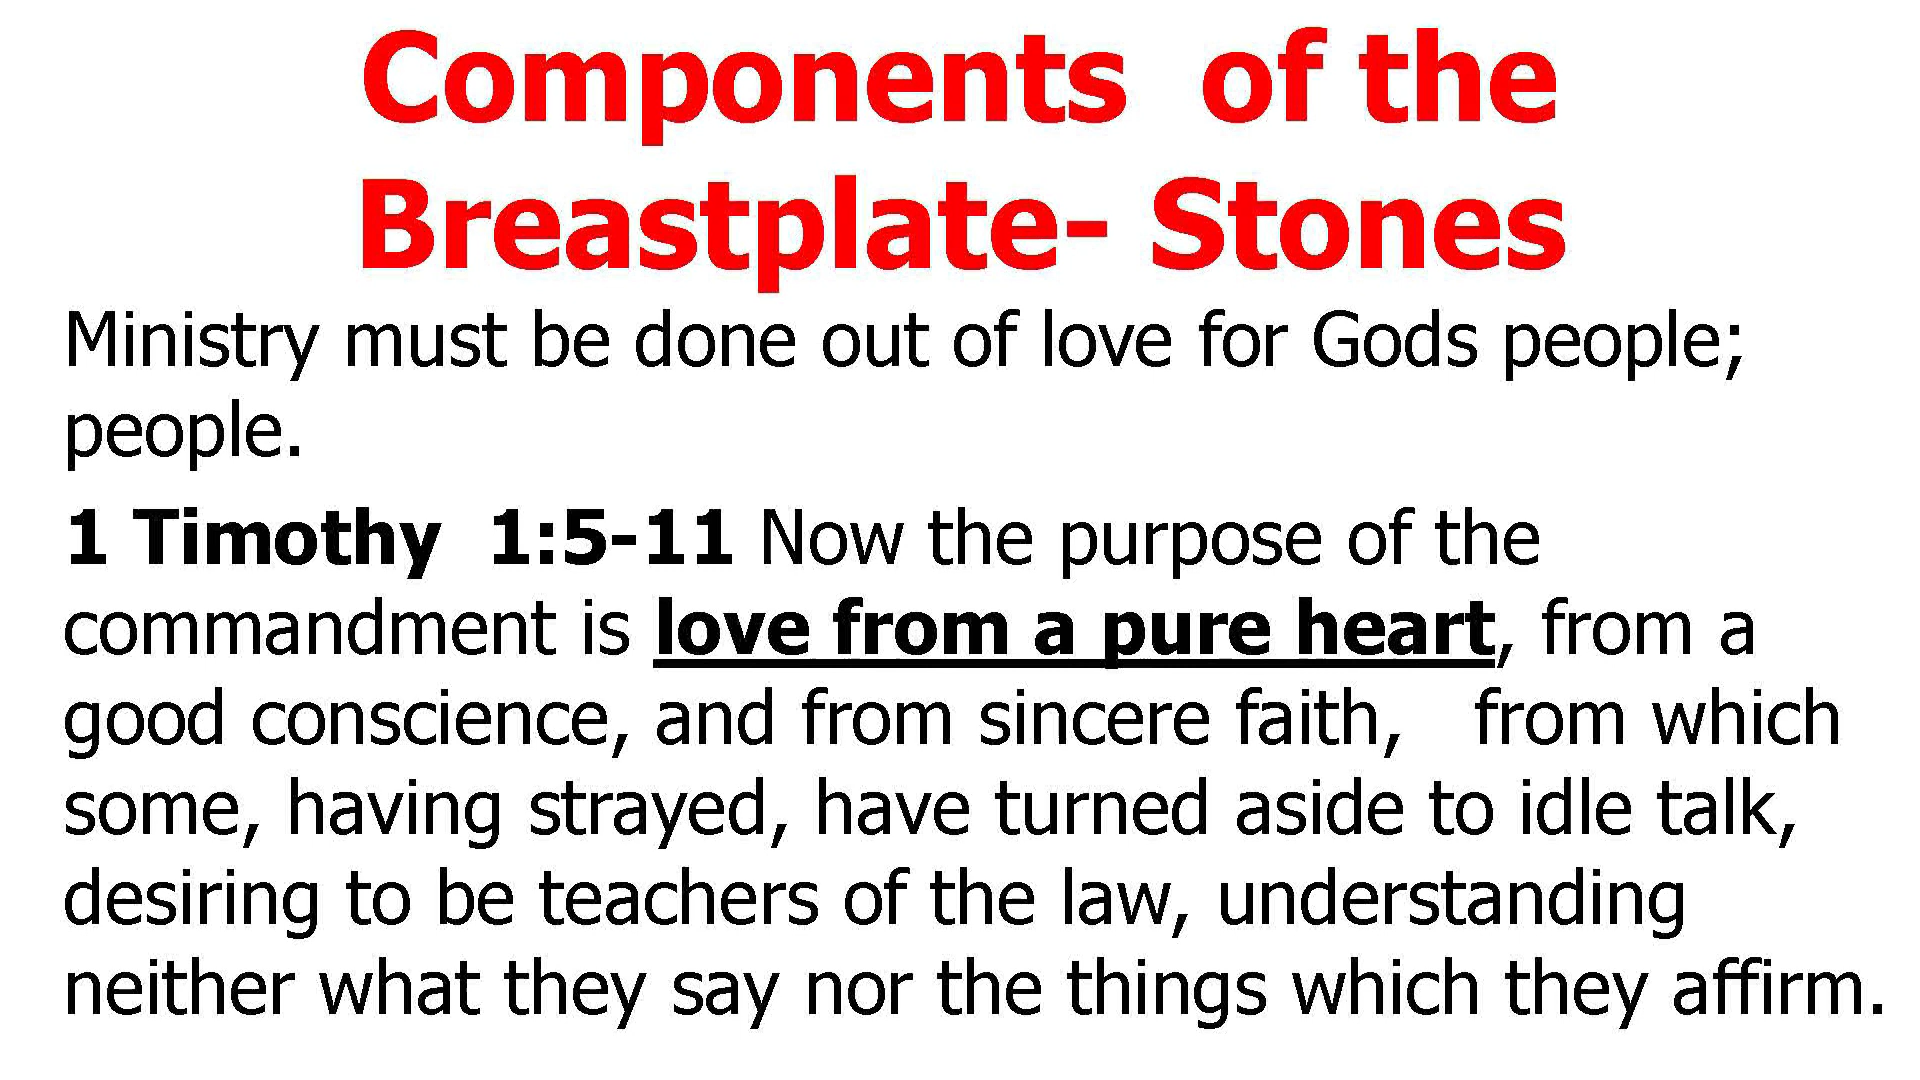 Components  of the
Breastplate- Stones
Ministry must be done out of love for Gods people;
people.
1 Timothy  1:5-11 Now the purpose of the
commandment is love from a pure heart, from a
good conscience, and from sincere faith,   from which
some, having strayed, have turned aside to idle talk,
desiring to be teachers of the law, understanding
neither what they say nor the things which they affirm.